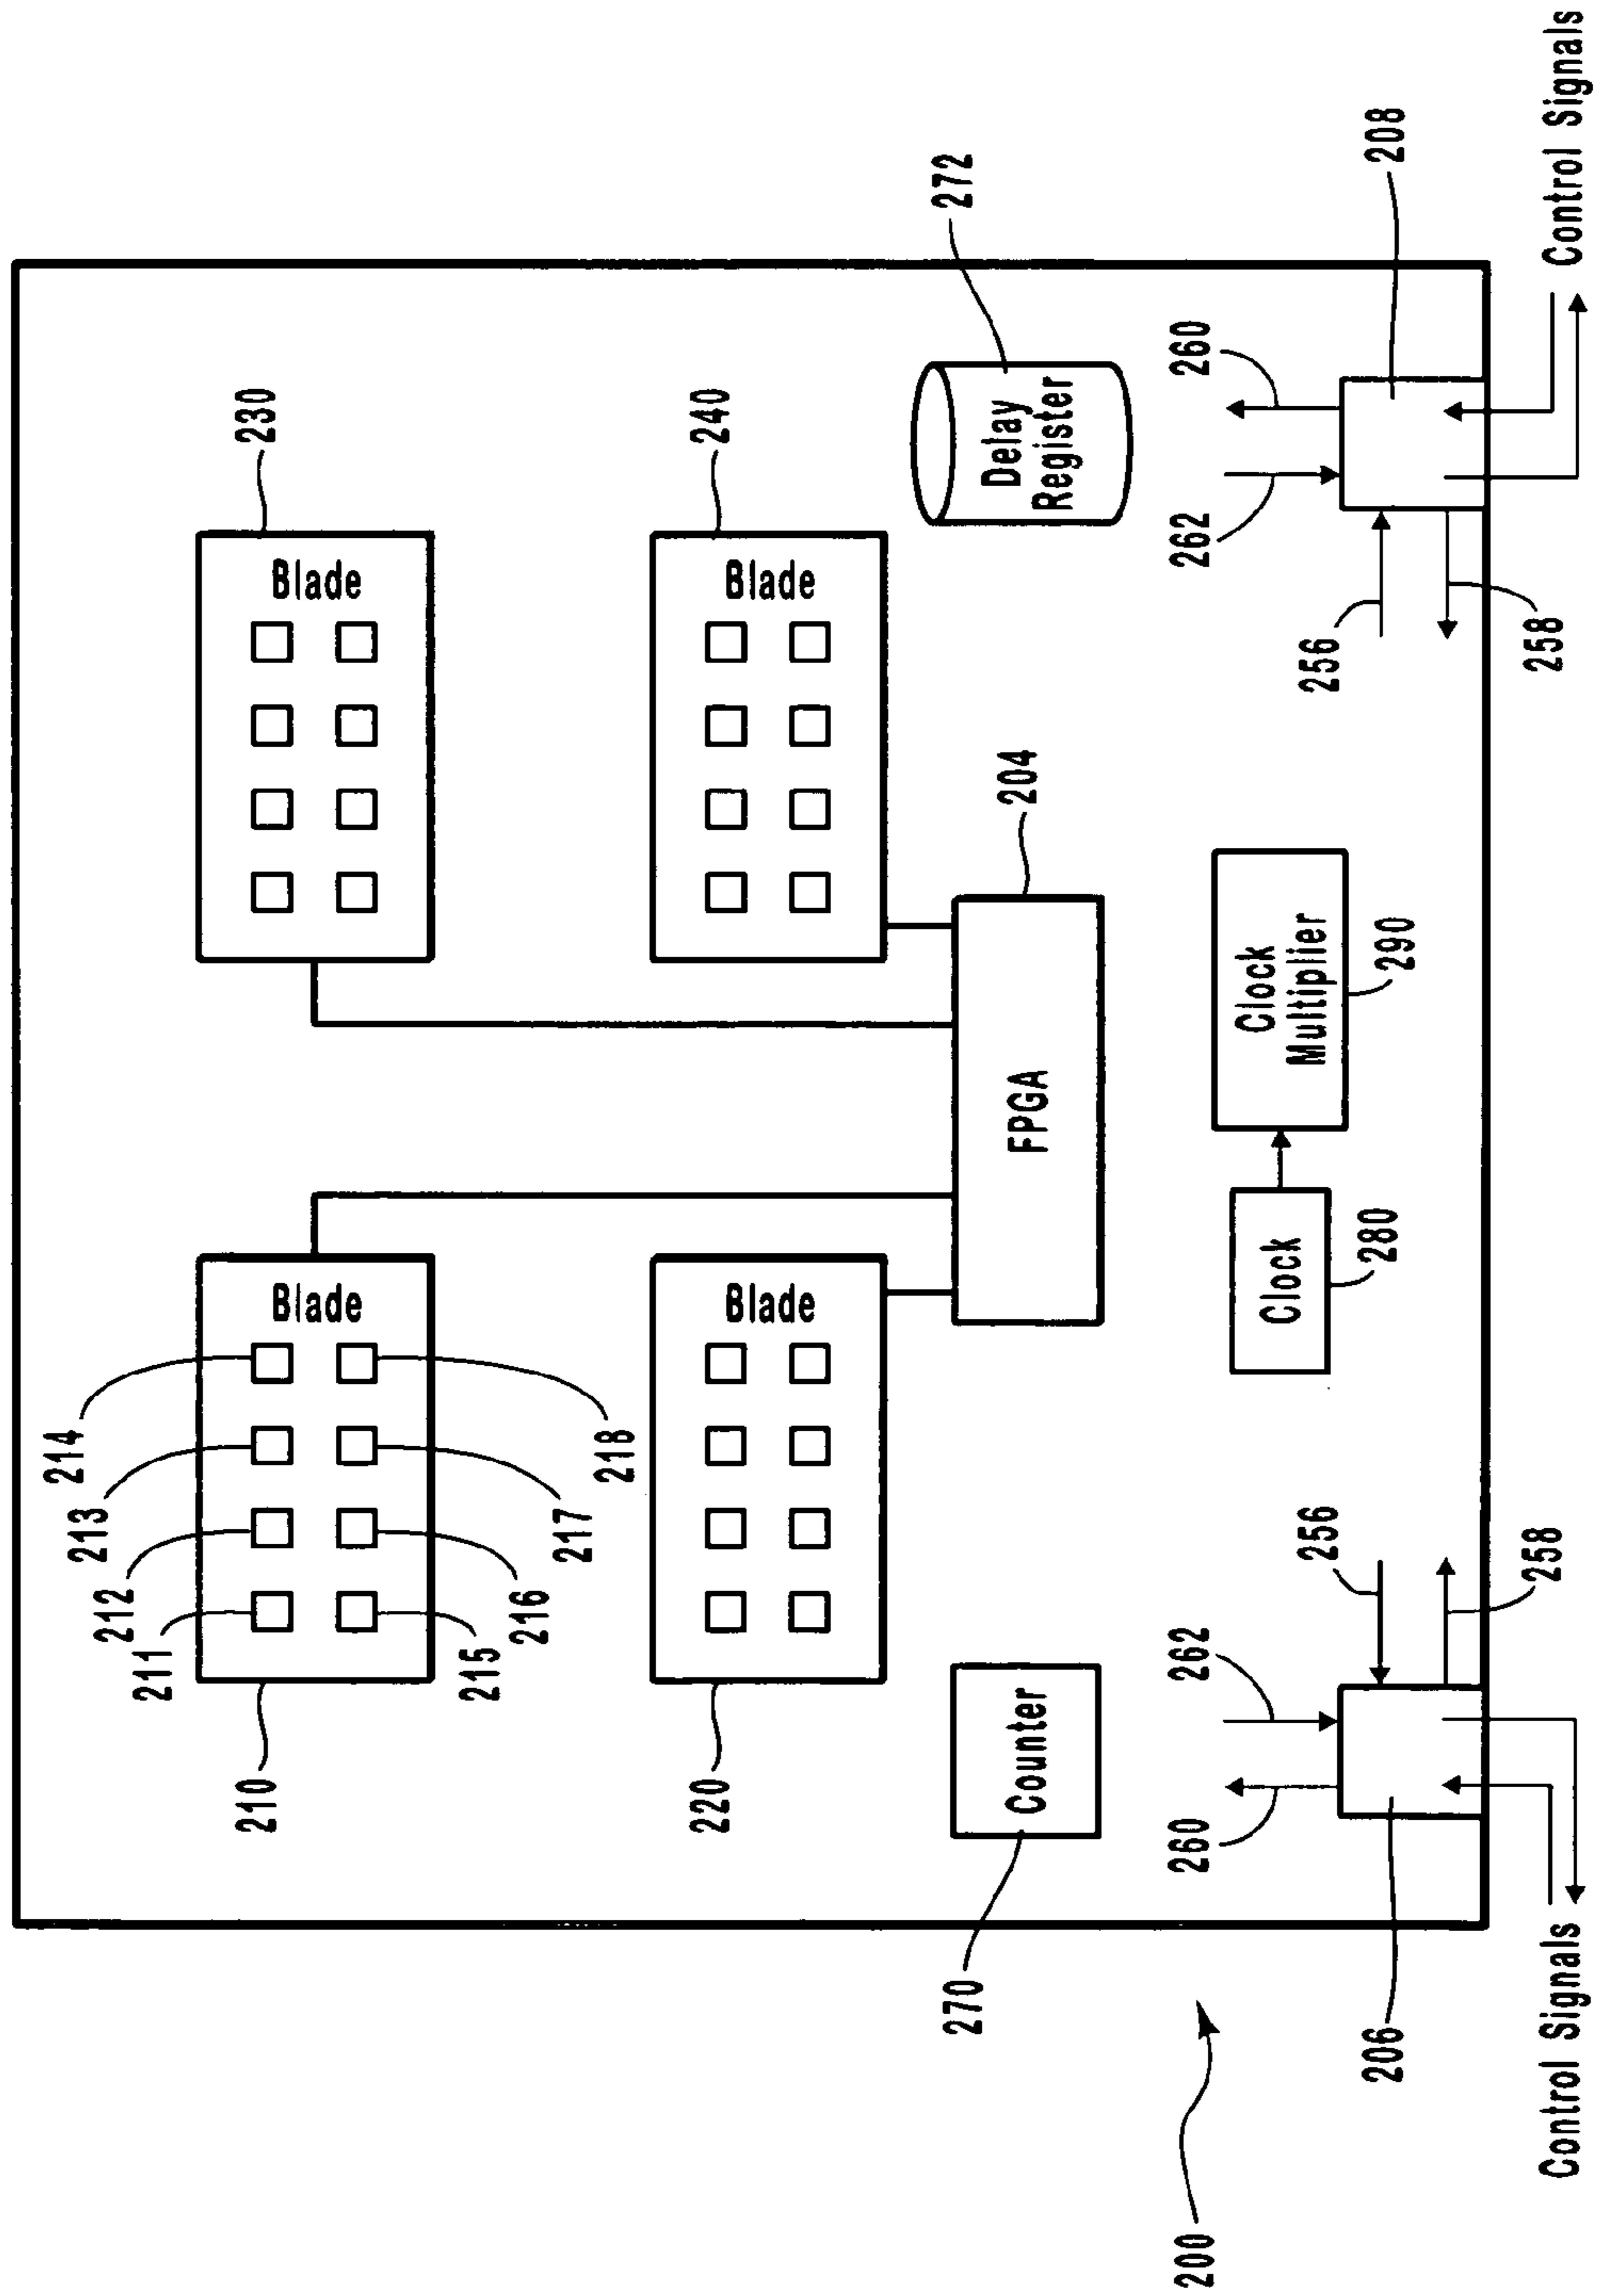 214
213
212
211
210
Blade
230
Blade
218
217
216
215
220
Blade
240
Blade
270
Counter
FPGA
204
Delay
Register
272
260
262
256
258
206
Clock
280
Clock
Multiplier
290
262
260
256
258
208
Control Signals
Control Signals
200